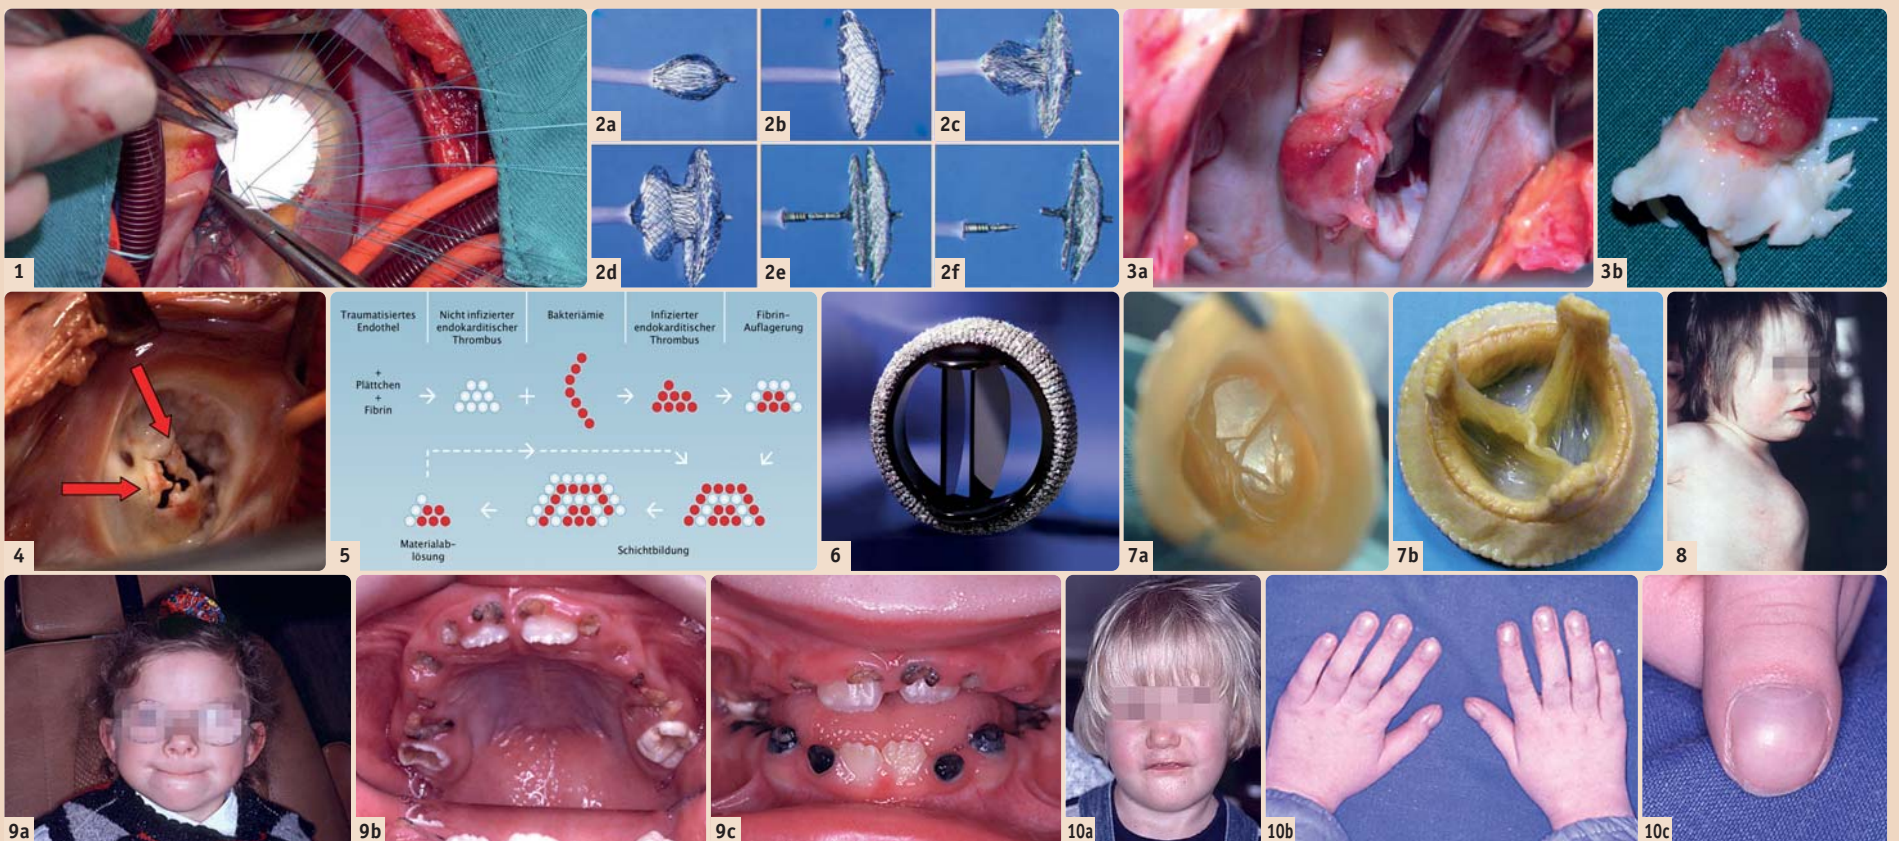 1
2a
2b
2c
2d
2e
2f
3a
3b
4
Traumatisiertes
Endothel
Nicht infizierter
endokarditischer
Thrombus
Bakteriämie
Infizierter
endokarditischer
Thrombus
Fibrin-
Auflagerung
+
Plättchen
+
Fibrin
+
Materialab-
lösung
Schichtbildung
5
6
7a
7b
8
9a
9b
9c
10a
10b
10c